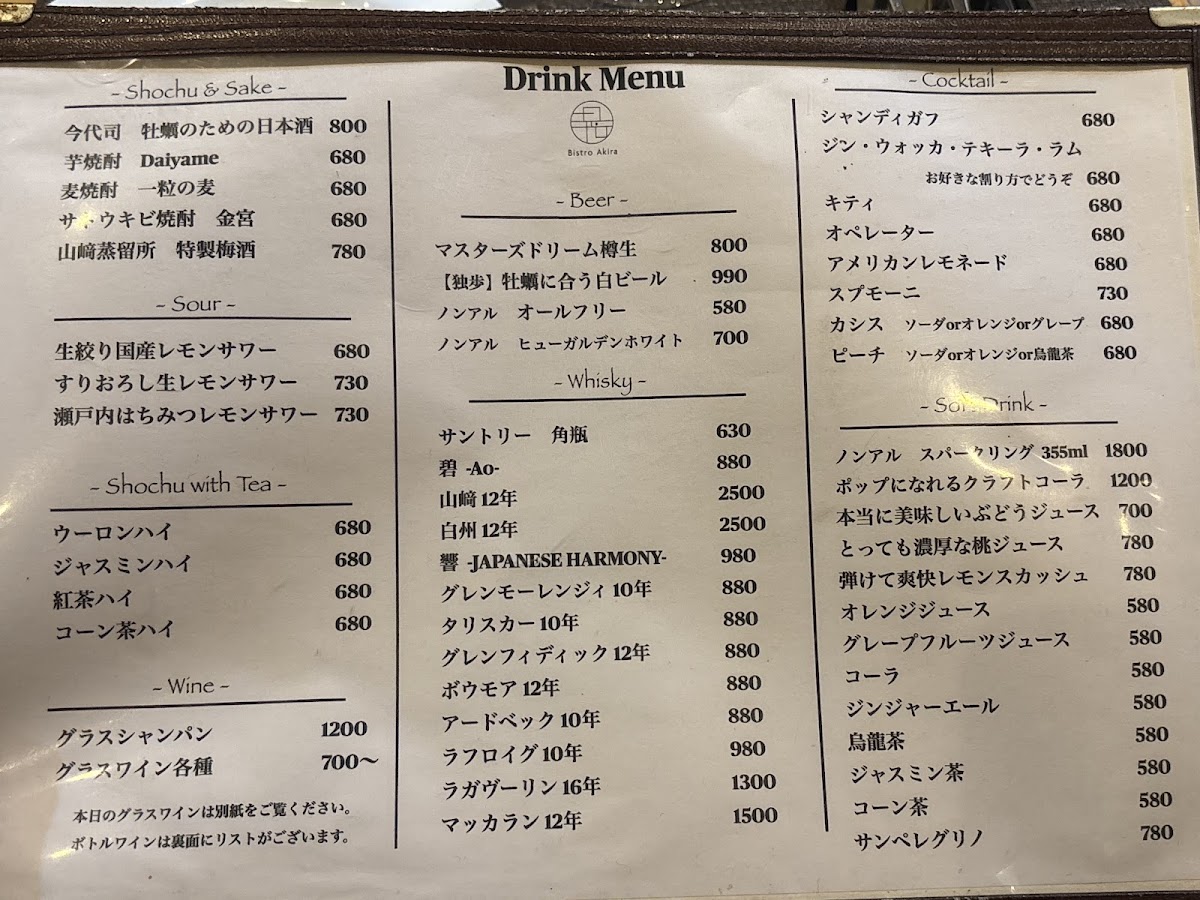 Drink Menu
Bistro Akira
- Shochu & Sake -
今代司 牡蠣のための日本酒 800
芋焼酎 Daiyame 680
麦焼酎 一粒の麦 680
サトウキビ焼酎 金宮 680
山﨑蒸留所 特製梅酒 780
- Sour -
生絞り国産レモンサワー 680
すりおろし生レモンサワー 730
瀬戸内はちみつレモンサワー 730
- Shochu with Tea -
ウーロンハイ 680
ジャスミンハイ 680
紅茶ハイ 680
コーン茶ハイ 680
- Wine -
グラスシャンパン 1200
グラスワイン各種 700〜
本日のグラスワインは別紙をご覧ください。
ボトルワインは裏面にリストがございます。
- Beer -
マスターズドリーム樽生 800
【独歩】牡蠣に合う白ビール 990
ノンアル オールフリー 580
ノンアル ヒューガルデンホワイト 700
- Whisky -
サントリー 角瓶 630
碧 -Ao- 880
山﨑 12年 2500
白州 12年 2500
響 -JAPANESE HARMONY- 980
グレンモーレンジィ 10年 880
タリスカー 10年 880
グレンフィディック 12年 880
ボウモア 12年 880
アードベック 10年 880
ラフロイグ 10年 980
ラガヴーリン 16年 1300
マッカラン 12年 1500
- Cocktail -
シャンディガフ 680
ジン・ウォッカ・テキーラ・ラム
お好きな割り方でどうぞ 680
キティ 680
オペレーター 680
アメリカンレモネード 680
スプモーニ 730
カシス ソーダorオレンジorグレープ 680
ピーチ ソーダorオレンジor烏龍茶 680
- Soft Drink -
ノンアル スパークリング 355ml 1800
ポップになれるクラフトコーラ 1200
本当に美味しいぶどうジュース 700
とっても濃厚な桃ジュース 780
弾けて爽快レモンスカッシュ 780
オレンジジュース 580
グレープフルーツジュース 580
コーラ 580
ジンジャーエール 580
烏龍茶 580
ジャスミン茶 580
コーン茶 580
サンペレグリノ 780